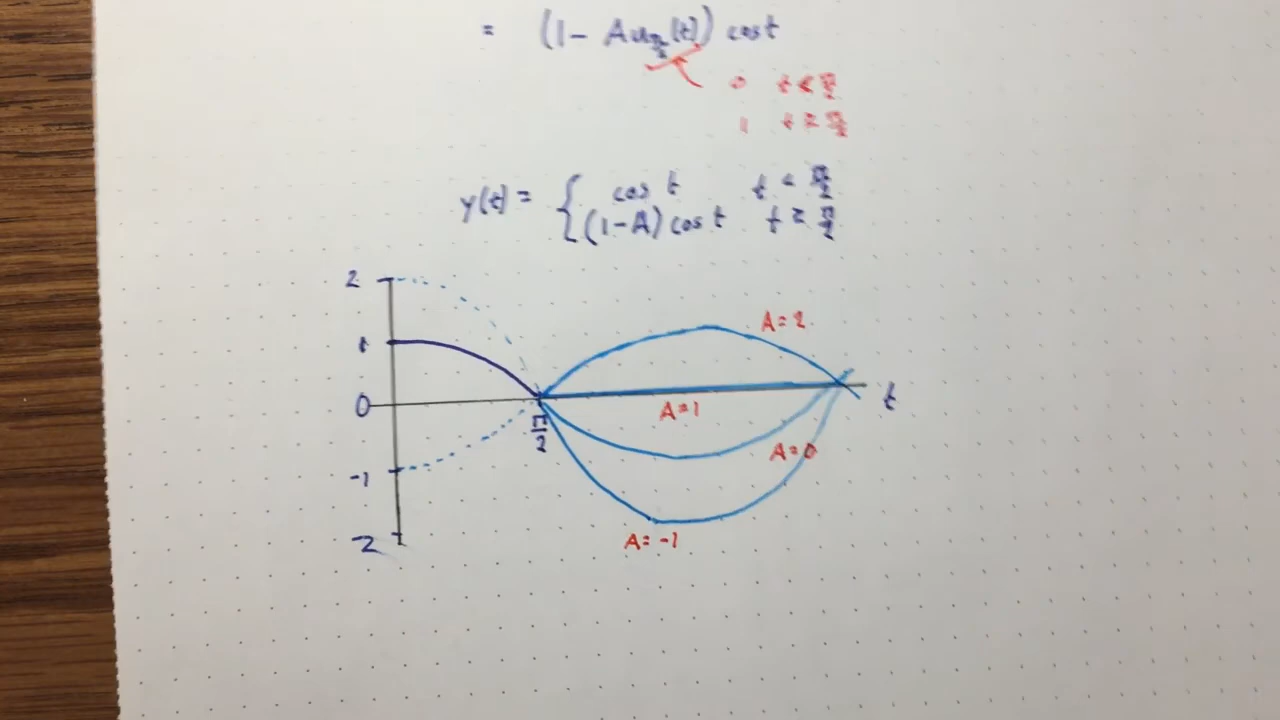 = (1 - Au_{π/2}(t)) cos t
0 t < π/2
1 t ≥ π/2
y(t) = { cos t t < π/2
(1-A) cos t t ≥ π/2
2
1
0
-1
-2
π/2
t
A=2
A=1
A=0
A=-1